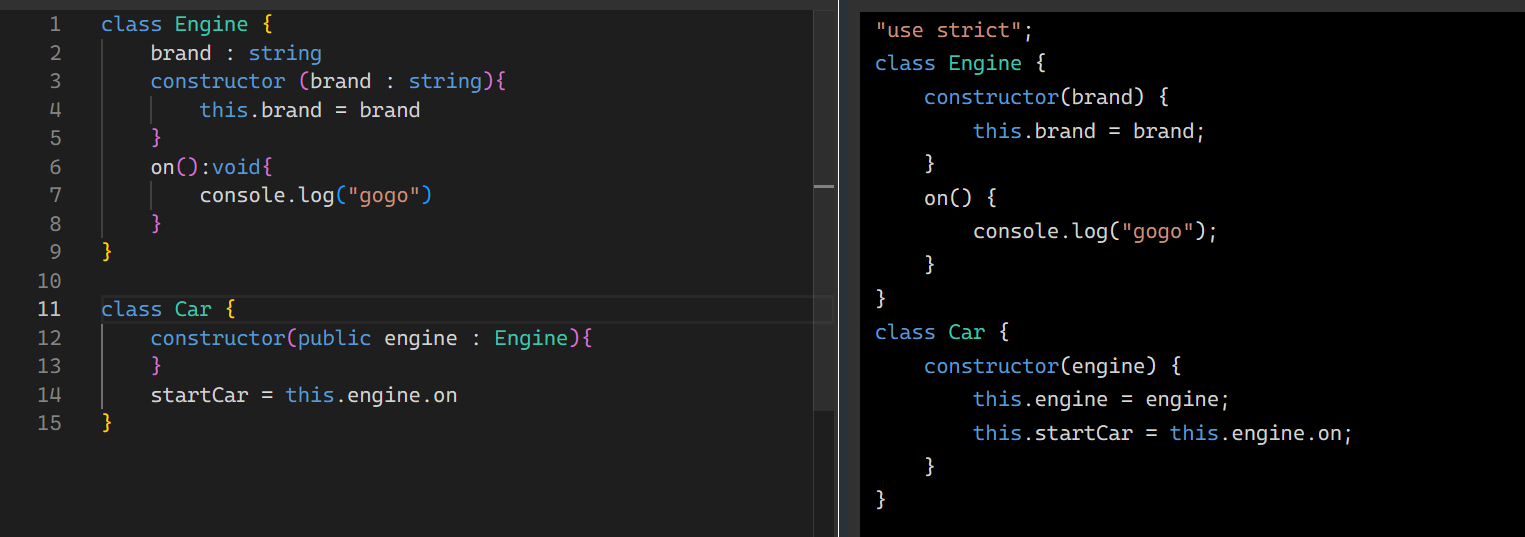 1 class Engine {
2     brand : string
3     constructor (brand : string){
4         this.brand = brand
5     }
6     on():void{
7         console.log("gogo")
8     }
9 }
10
11 class Car {
12     constructor(public engine : Engine){
13     }
14     startCar = this.engine.on
15 }
"use strict";
class Engine {
    constructor(brand) {
        this.brand = brand;
    }
    on() {
        console.log("gogo");
    }
}
class Car {
    constructor(engine) {
        this.engine = engine;
        this.startCar = this.engine.on;
    }
}